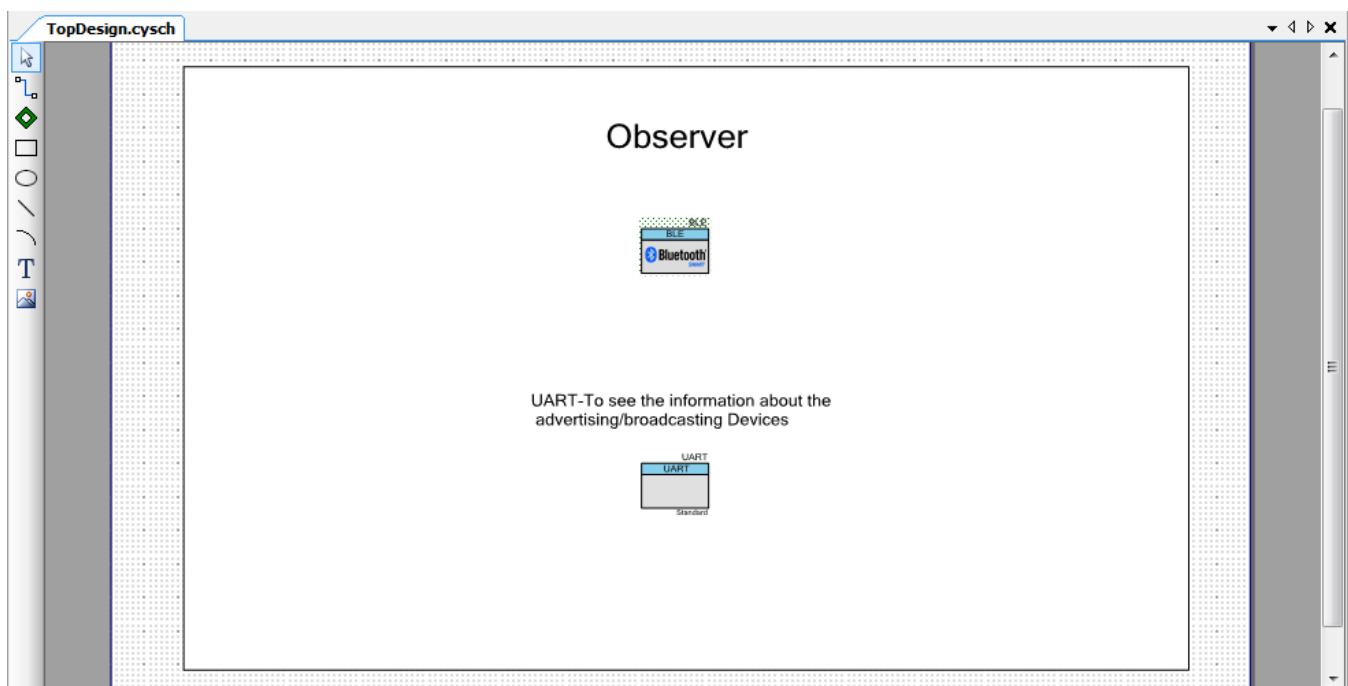 TopDesign.cysch
Observer
BLE
BLE
Bluetooth
SMART
T
UART-To see the information about the
advertising/broadcasting Devices
UART
UART
Standard